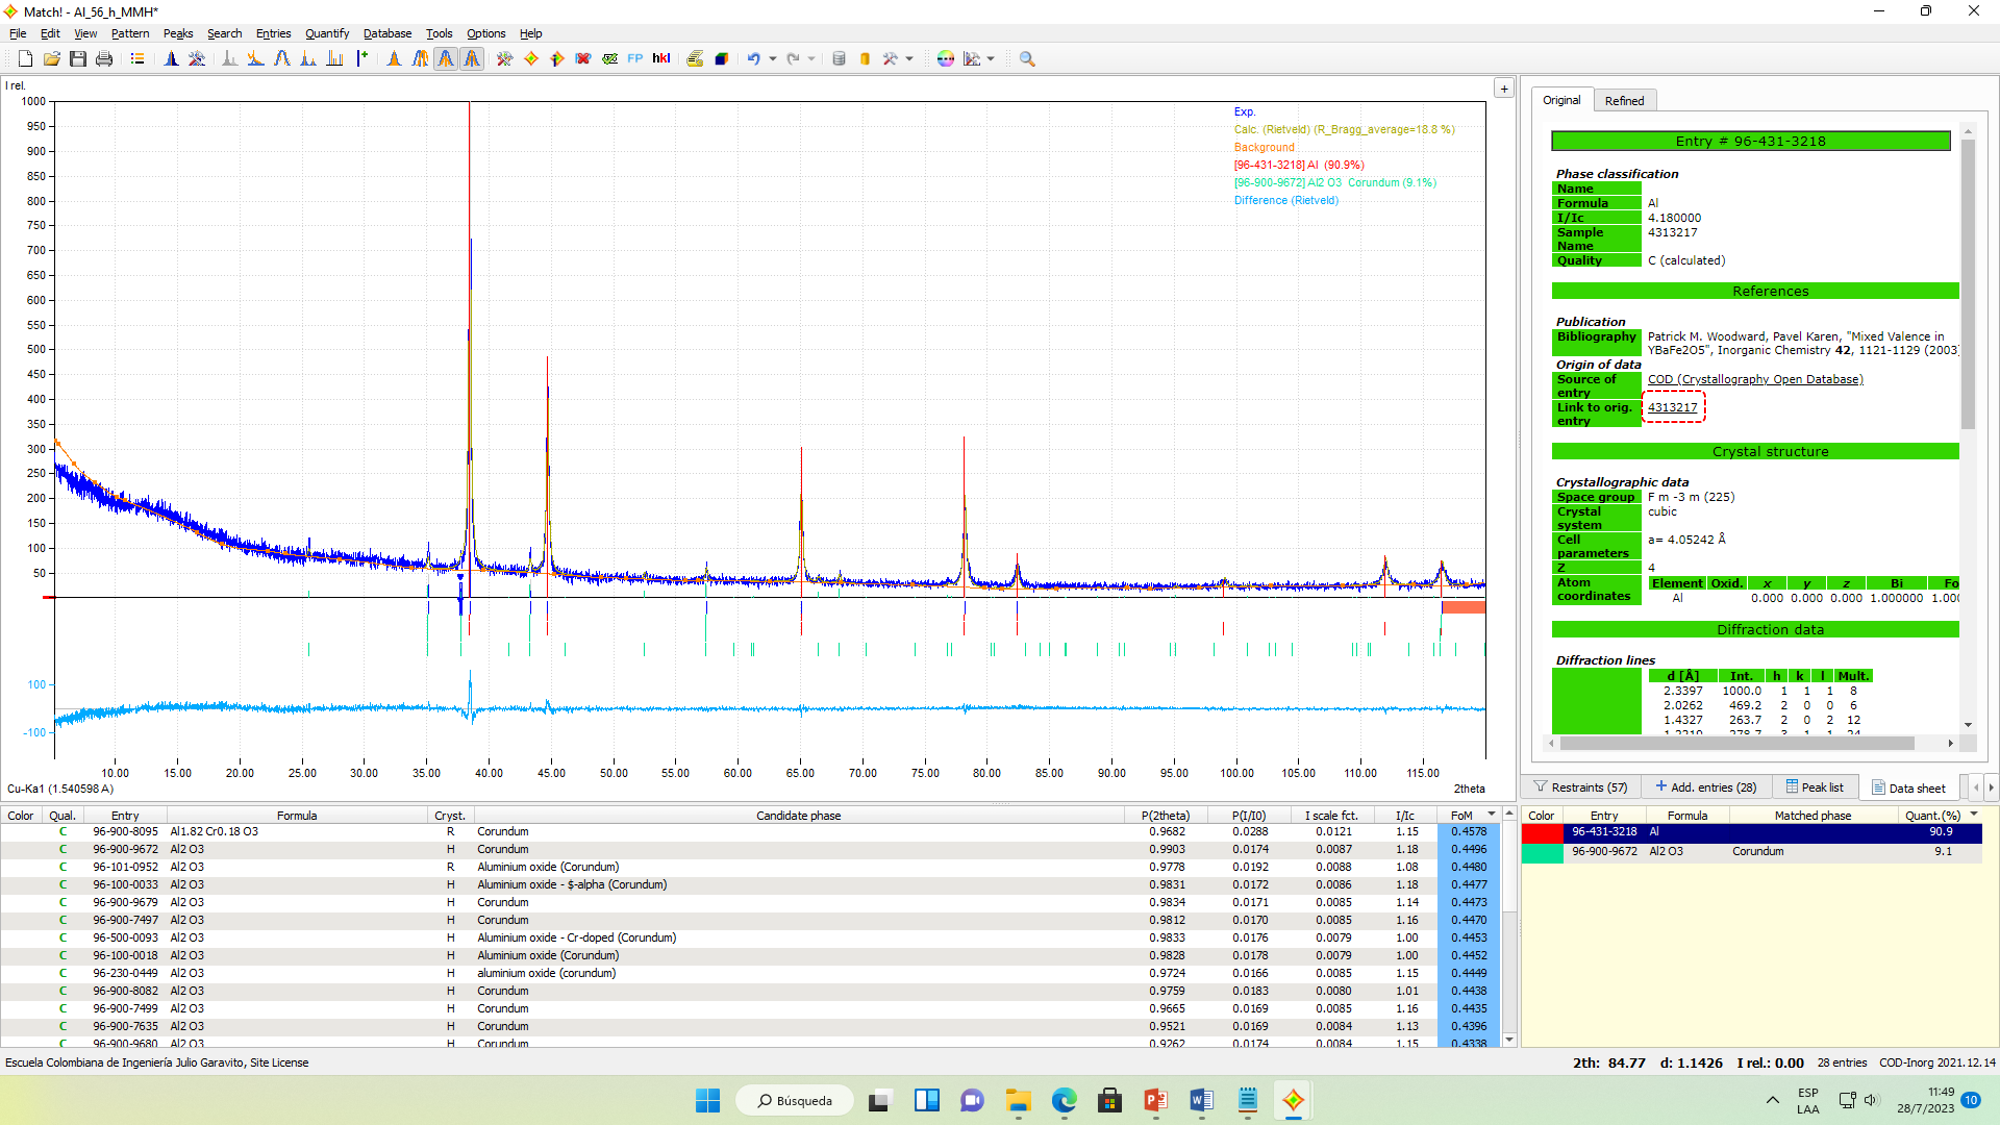 Match! - Al_56_h_MMH*
File Edit View Pattern Peaks Search Entries Quantify Database Tools Options Help
FP hkl
I rel.
Exp.
Calc. (Rietveld) (R_Bragg_average=18.8 %)
Background
[96-431-3218] Al (90.9%)
[96-900-9672] Al2 O3 Corundum (9.1%)
Difference (Rietveld)
1000
950
900
850
800
750
700
650
600
550
500
450
400
350
300
250
200
150
100
50
100
-100
10.00 15.00 20.00 25.00 30.00 35.00 40.00 45.00 50.00 55.00 60.00 65.00 70.00 75.00 80.00 85.00 90.00 95.00 100.00 105.00 110.00 115.00
Cu-Ka1 (1.540598 A) 2theta
Original Refined
Entry # 96-431-3218
Phase classification
Name
Formula Al
I/Ic 4.180000
Sample Name 4313217
Quality C (calculated)
References
Publication
Bibliography Patrick M. Woodward, Pavel Karen, "Mixed Valence in
YBaFe2O5", Inorganic Chemistry 42, 1121-1129 (2003)
Origin of data
Source of entry COD (Crystallography Open Database)
Link to orig. entry 4313217
Crystal structure
Crystallographic data
Space group F m -3 m (225)
Crystal system cubic
Cell parameters a= 4.05242 Å
Z 4
Atom coordinates Element Oxid. x y z Bi Fo
Al 0.000 0.000 0.000 1.000000 1.000
Diffraction data
Diffraction lines
d [Å] Int. h k l Mult.
2.3397 1000.0 1 1 1 8
2.0262 469.2 2 0 0 6
1.4327 263.7 2 0 2 12
Restraints (57) Add. entries (28) Peak list Data sheet
Color Qual. Entry Formula Cryst. Candidate phase P(2theta) P(I/I0) I scale fct. I/Ic FoM
C 96-900-8095 Al1.82 Cr0.18 O3 R Corundum 0.9682 0.0288 0.0121 1.15 0.4578
C 96-900-9672 Al2 O3 H Corundum 0.9903 0.0174 0.0087 1.18 0.4496
C 96-101-0952 Al2 O3 R Aluminium oxide (Corundum) 0.9778 0.0192 0.0088 1.08 0.4480
C 96-100-0033 Al2 O3 H Aluminium oxide - $-alpha (Corundum) 0.9831 0.0172 0.0086 1.18 0.4477
C 96-900-9679 Al2 O3 H Corundum 0.9834 0.0171 0.0085 1.14 0.4473
C 96-900-7497 Al2 O3 H Corundum 0.9812 0.0170 0.0085 1.16 0.4470
C 96-500-0093 Al2 O3 H Aluminium oxide - Cr-doped (Corundum) 0.9833 0.0176 0.0079 1.00 0.4453
C 96-100-0018 Al2 O3 H Aluminium oxide (Corundum) 0.9828 0.0178 0.0079 1.00 0.4452
C 96-230-0449 Al2 O3 H aluminium oxide (corundum) 0.9724 0.0166 0.0085 1.15 0.4449
C 96-900-8082 Al2 O3 H Corundum 0.9759 0.0183 0.0080 1.01 0.4438
C 96-900-7499 Al2 O3 H Corundum 0.9665 0.0169 0.0085 1.16 0.4435
C 96-900-7635 Al2 O3 H Corundum 0.9521 0.0169 0.0084 1.13 0.4396
C 96-900-9680 Al2 O3 H Corundum 0.9262 0.0174 0.0084 1.15 0.4338
Color Entry Formula Matched phase Quant.(%)
96-431-3218 Al 90.9
96-900-9672 Al2 O3 Corundum 9.1
Escuela Colombiana de Ingeniería Julio Garavito, Site License
2th: 84.77 d: 1.1426 I rel.: 0.00 28 entries COD-Inorg 2021.12.14
Búsqueda
ESP
LAA
11:49
28/7/2023
10